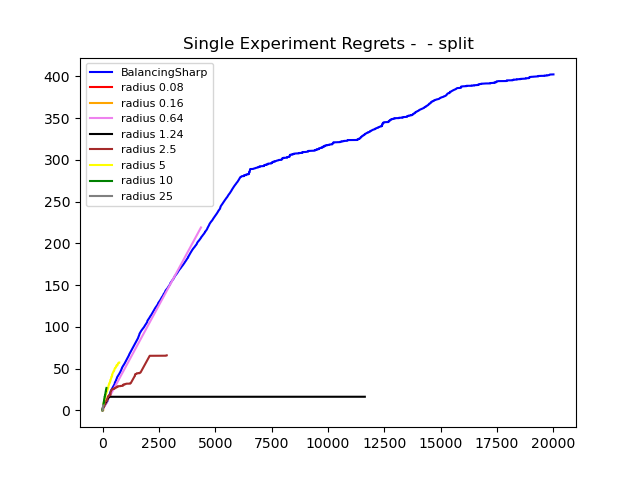 Single Experiment Regrets -  - split
BalancingSharp
radius 0.08
radius 0.16
radius 0.64
radius 1.24
radius 2.5
radius 5
radius 10
radius 25
400
350
300
250
200
150
100
50
0
0 2500 5000 7500 10000 12500 15000 17500 20000